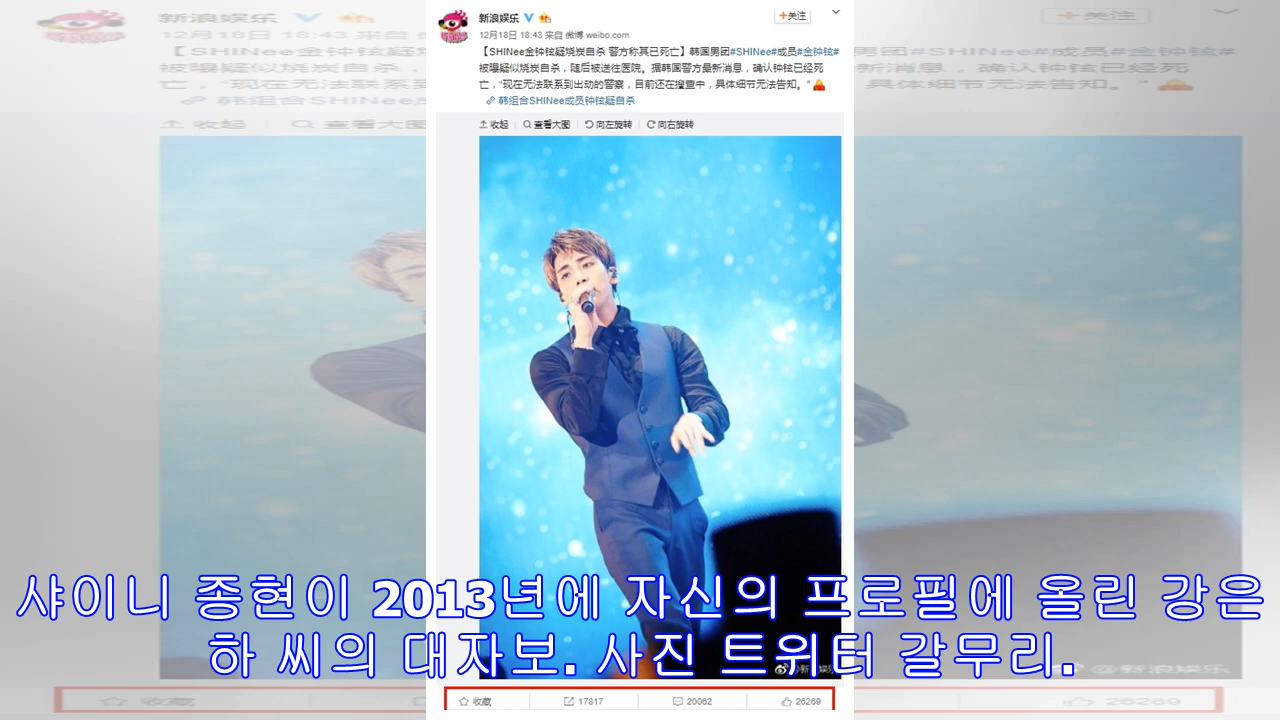 新浪娱乐
+关注
12月18日 18:43 来自 微博 weibo.com
【SHINee金钟铉疑烧炭自杀 警方称其已死亡】韩国男团#SHINee#成员#金钟铉#
被曝疑似烧炭自杀，随后被送往医院。据韩国警方最新消息，确认钟铉已经死
亡，“现在无法联系到出动的警察，目前还在搜查中，具体细节无法告知。”
韩组合SHINee成员钟铉疑自杀
收起 查看大图 向左旋转 向右旋转
샤이니 종현이 2013년에 자신의 프로필에 올린 강은
하 씨의 대자보. 사진 트위터 갈무리.
@新浪娱乐
收藏 17817 20062 26269